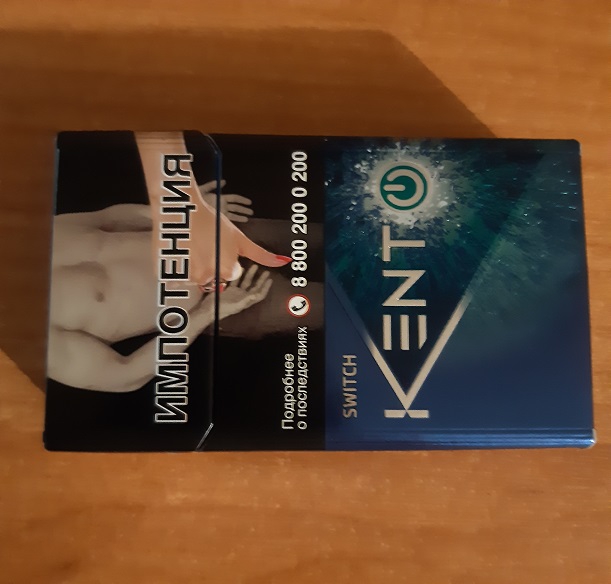 ИМПОТЕНЦИЯ
Подробнее
о последствиях 8 800 200 0 200
SWITCH
KENT